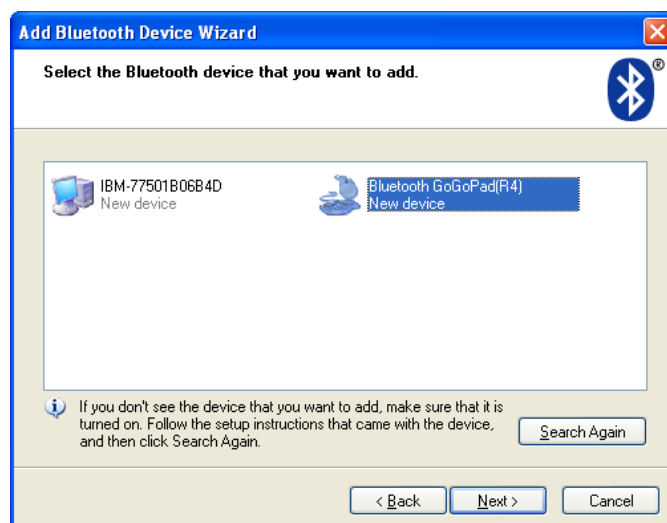 Add Bluetooth Device Wizard
Select the Bluetooth device that you want to add.
®
IBM-77501B06B4D
New device
Bluetooth GoGoPad(R4)
New device
If you don't see the device that you want to add, make sure that it is
turned on. Follow the setup instructions that came with the device,
and then click Search Again.
Search Again
< Back
Next >
Cancel